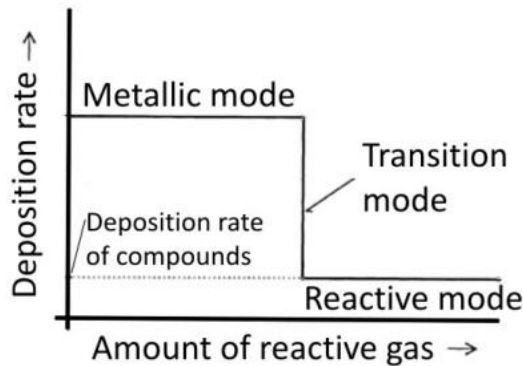 Deposition rate →
Metallic mode
Transition
mode
Deposition rate
of compounds
Reactive mode
Amount of reactive gas →